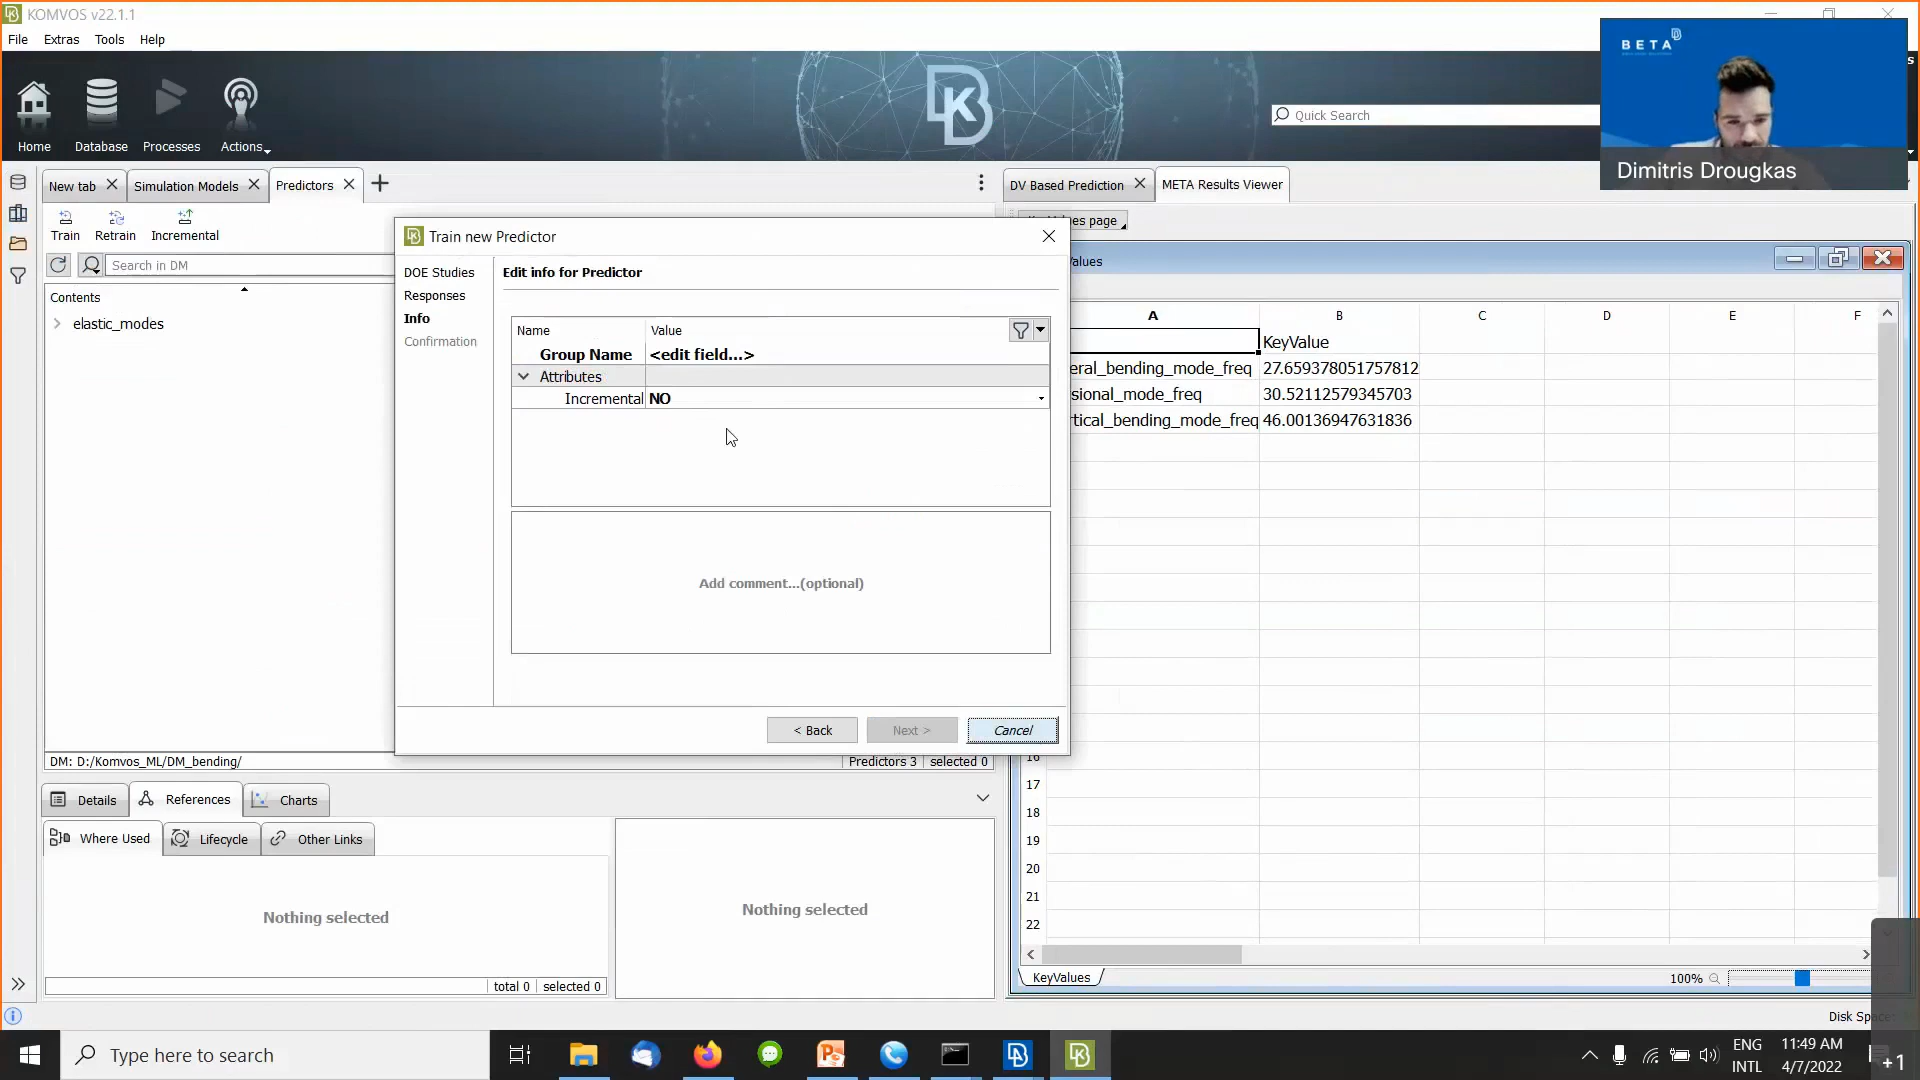 KOMVOS v22.1.1
File Extras Tools Help
Home Database Processes Actions
Quick Search
BETA
Dimitris Drougkas
New tab Simulation Models Predictors
DV Based Prediction META Results Viewer
Train Retrain Incremental
Search in DM
Contents
elastic_modes
Train new Predictor
DOE Studies
Responses
Info
Confirmation
Edit info for Predictor
Name Value
Group Name <edit field...>
Attributes
Incremental NO
Add comment...(optional)
< Back Next > Cancel
DM: D:/Komvos_ML/DM_bending/ Predictors 3 selected 0
Details References Charts
Where Used Lifecycle Other Links
Nothing selected
Nothing selected
total 0 selected 0
page
A B C D E F
KeyValue
eral_bending_mode_freq 27.659378051757812
sional_mode_freq 30.52112579345703
rtical_bending_mode_freq 46.00136947631836
16
17
18
19
20
21
22
KeyValues
100%
Disk
Type here to search
ENG
INTL
11:49 AM
4/7/2022
+1